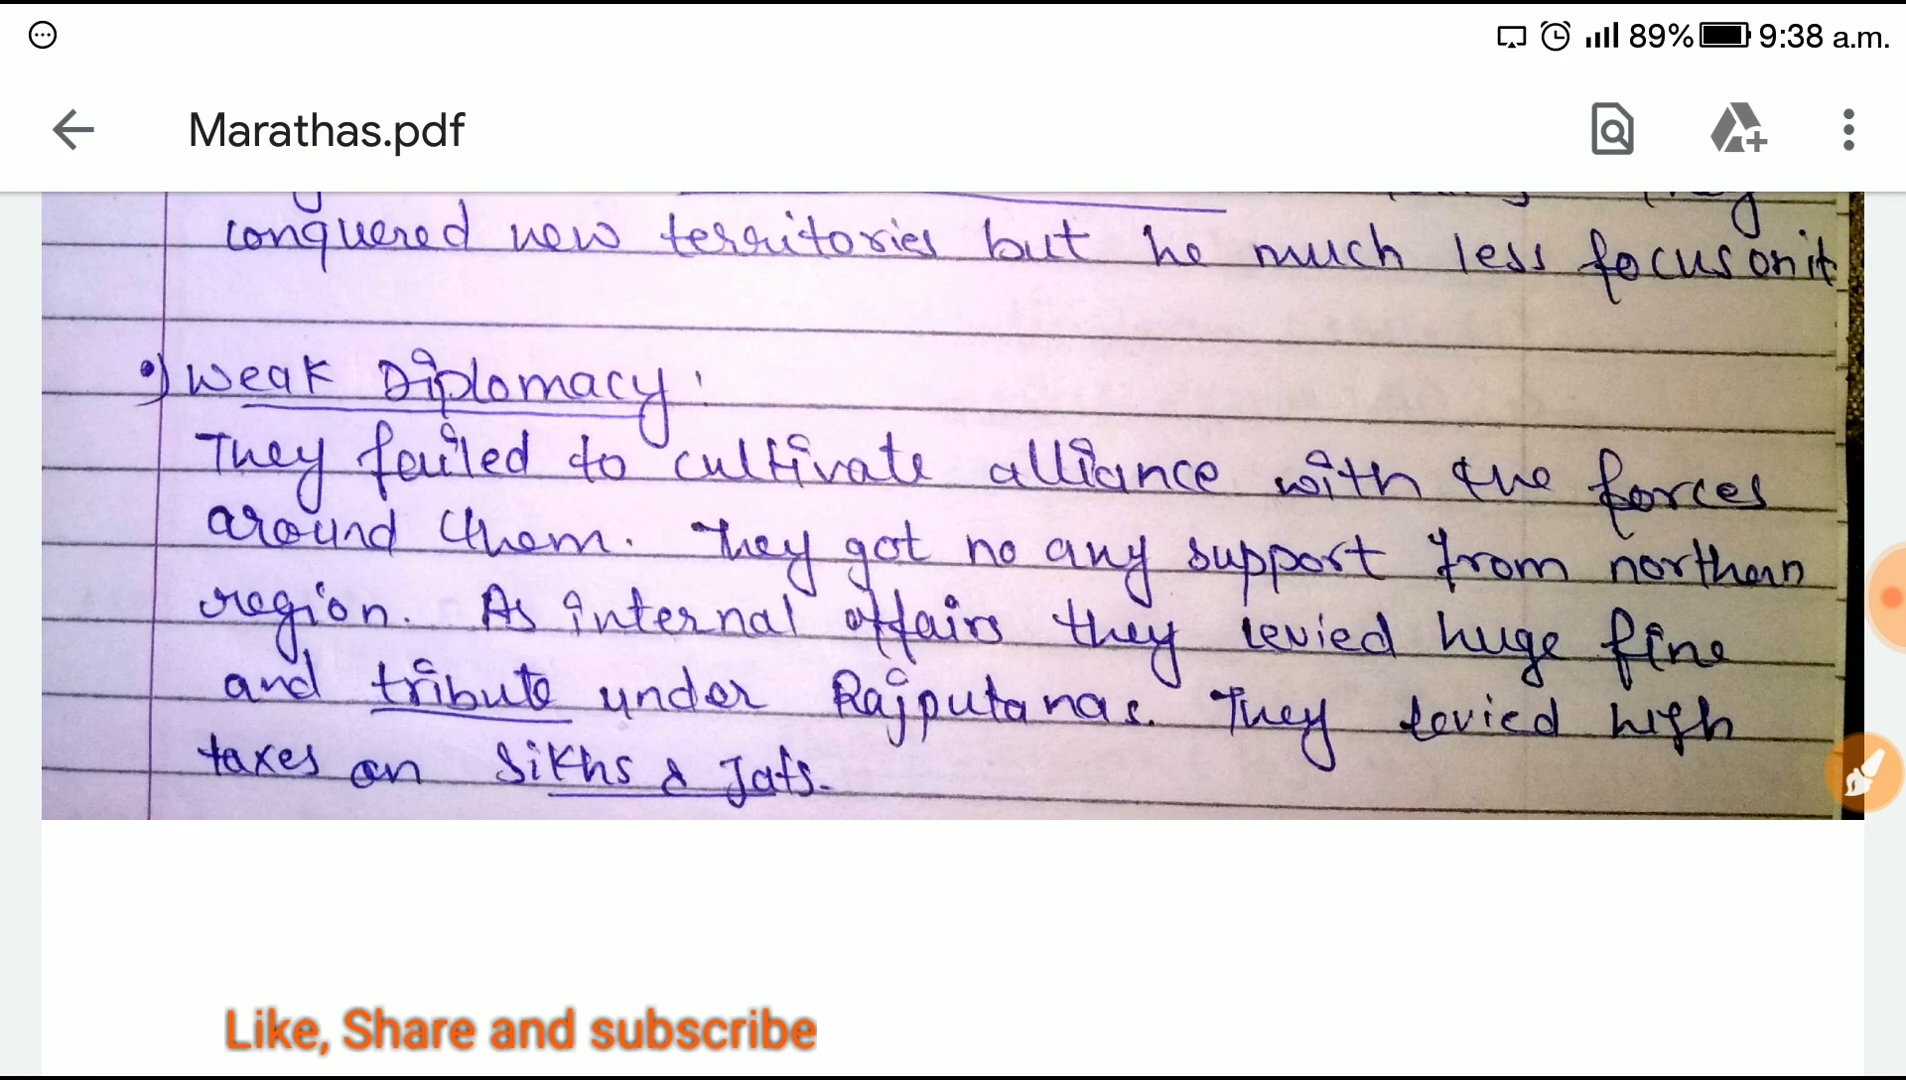 89% 9:38 a.m.
Marathas.pdf
conquered new territories but he much less focus on it
•) Weak Diplomacy:
They failed to cultivate alliance with the forces
around them. They got no any support from northern
region. As internal affairs they levied huge fine
and tribute under Rajputanas. They levied high
taxes on Sikhs & Jats.
Like, Share and subscribe